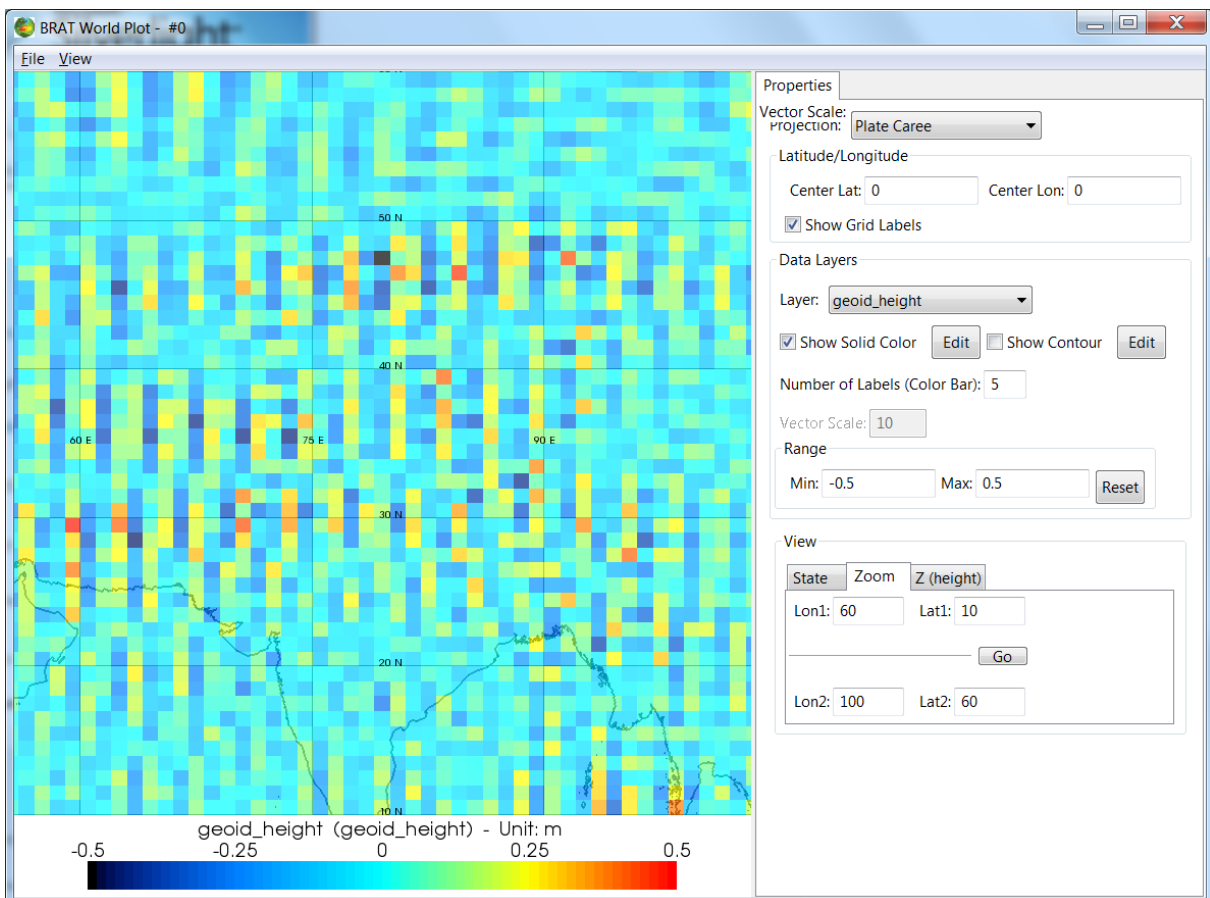 BRAT World Plot - #0
File View
50 N
40 N
60 E
75 E
90 E
30 N
20 N
10 N
geoid_height (geoid_height) - Unit: m
-0.5
-0.25
0
0.25
0.5
Properties
Vector Scale:
Projection: Plate Caree
Latitude/Longitude
Center Lat: 0 Center Lon: 0
Show Grid Labels
Data Layers
Layer: geoid_height
Show Solid Color Edit Show Contour Edit
Number of Labels (Color Bar): 5
Vector Scale: 10
Range
Min: -0.5 Max: 0.5 Reset
View
State Zoom Z (height)
Lon1: 60 Lat1: 10
Go
Lon2: 100 Lat2: 60